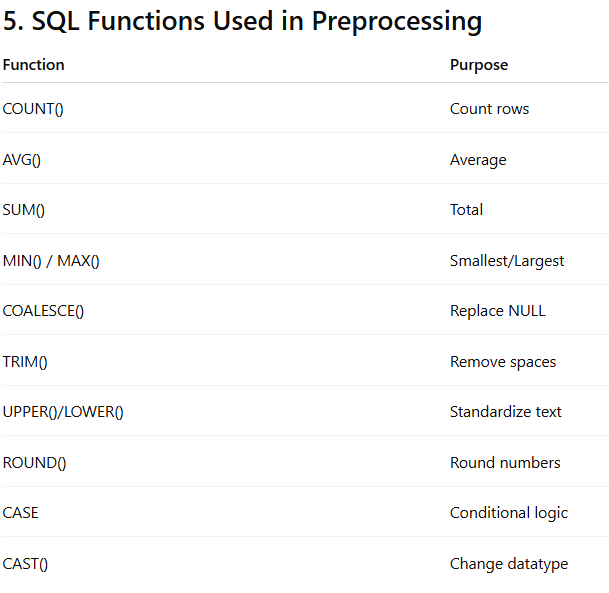 5. SQL Functions Used in Preprocessing
Function Purpose
COUNT() Count rows
AVG() Average
SUM() Total
MIN() / MAX() Smallest/Largest
COALESCE() Replace NULL
TRIM() Remove spaces
UPPER()/LOWER() Standardize text
ROUND() Round numbers
CASE Conditional logic
CAST() Change datatype